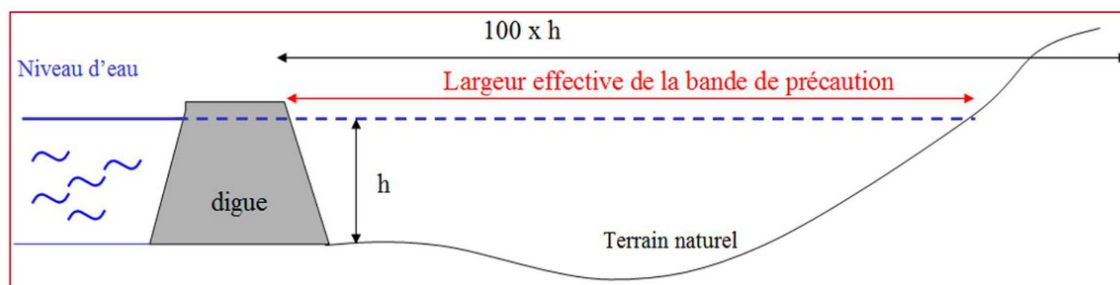 100 x h
Niveau d'eau
Largeur effective de la bande de précaution
h
digue
Terrain naturel